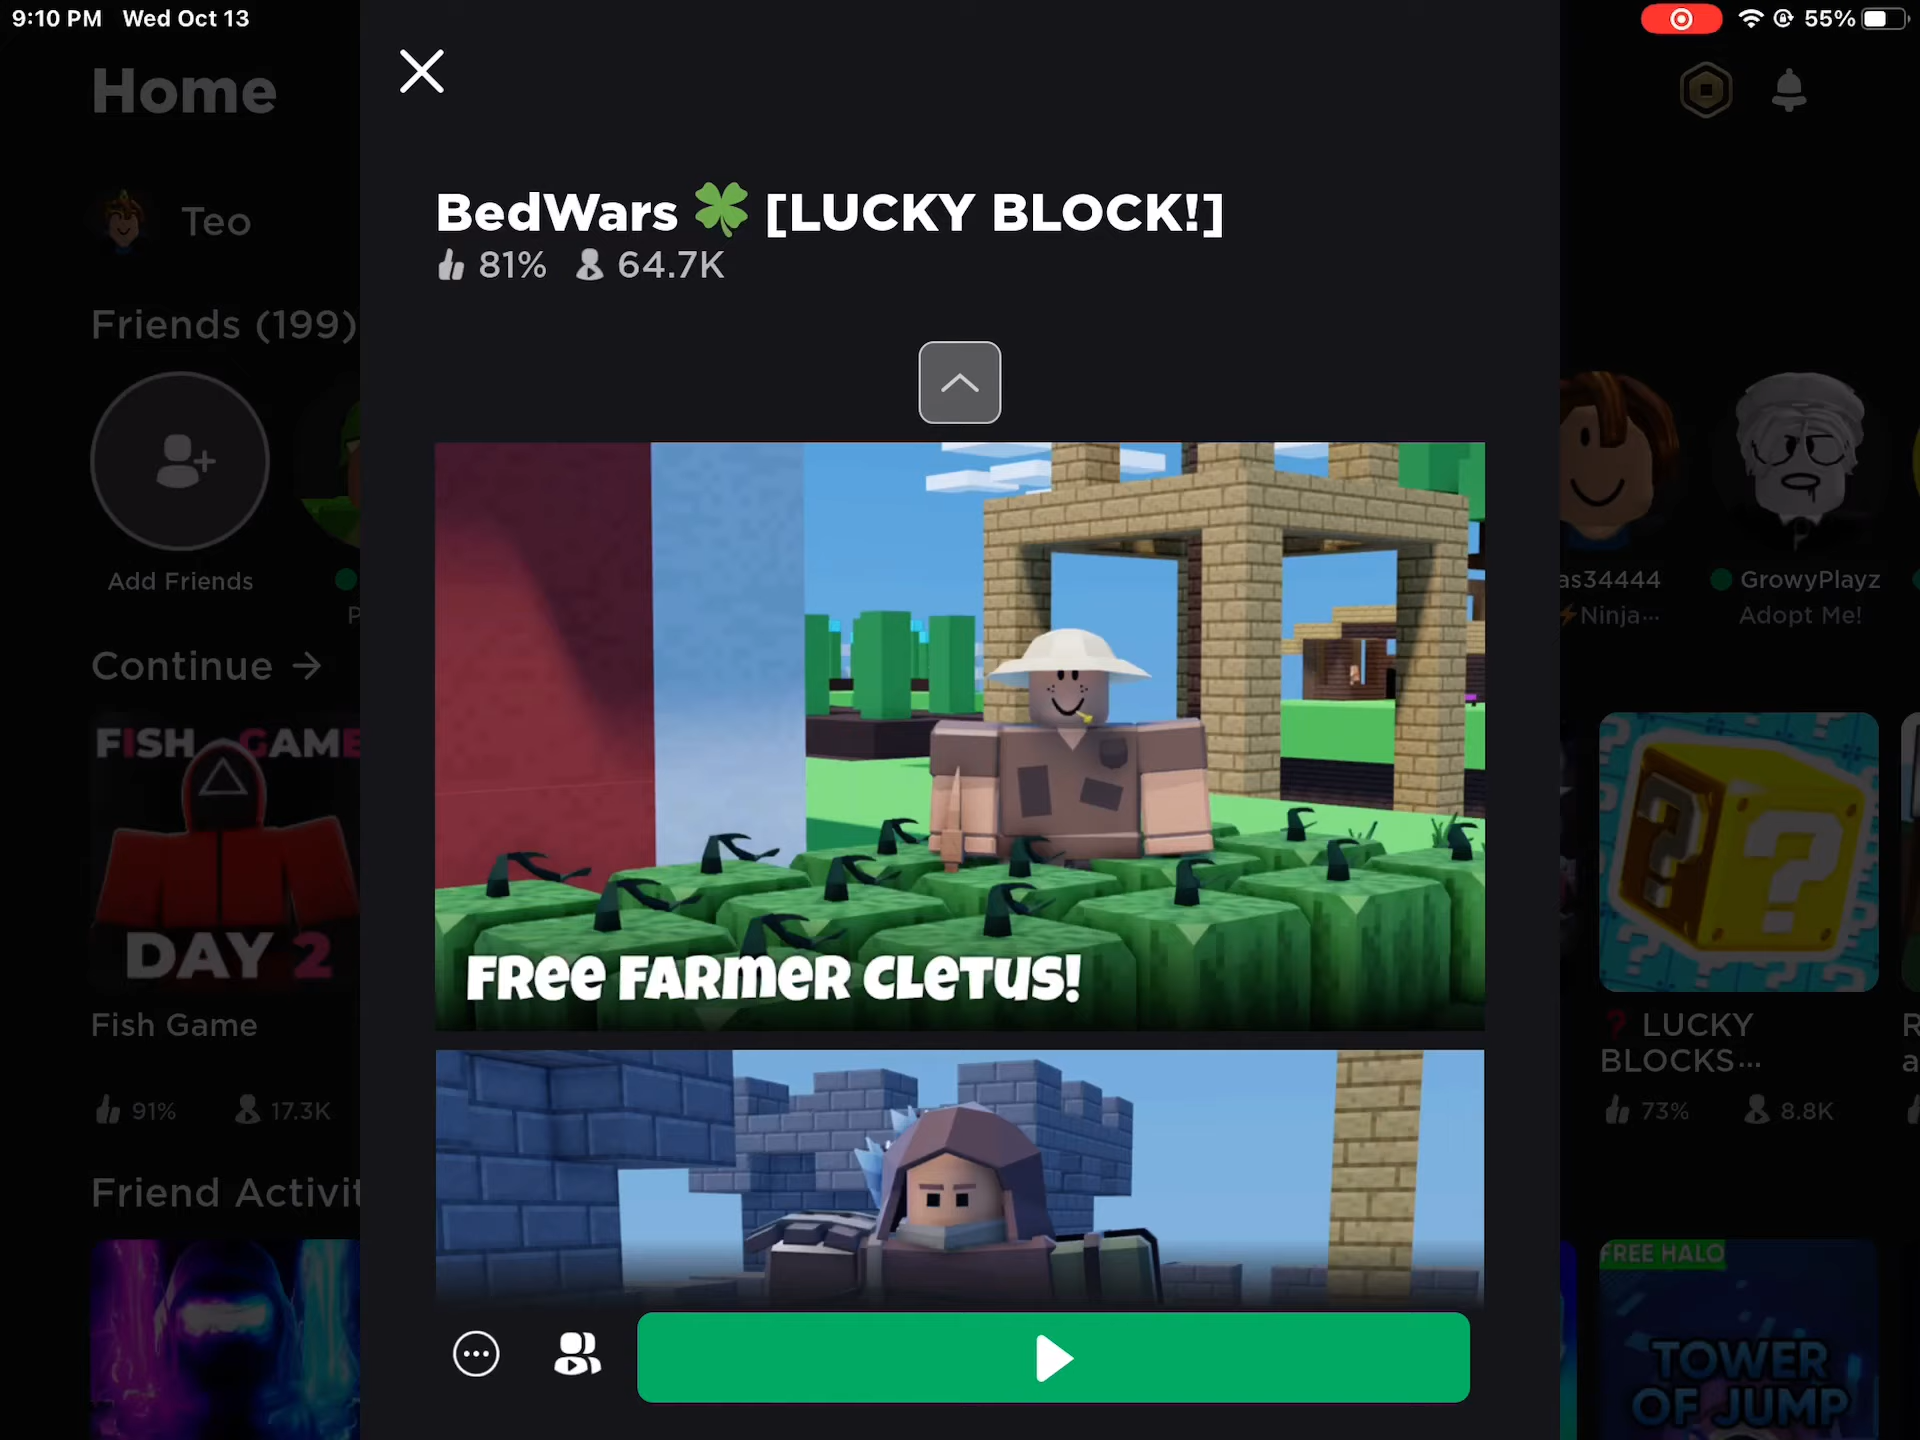 9:10 PM Wed Oct 13
55%
Home
BedWars 🍀 [LUCKY BLOCK!]
81% 64.7K
Teo
Friends (199)
Add Friends
as34444
Ninja...
GrowyPlayz
Adopt Me!
Continue →
FISH GAME
DAY 2
Fish Game
91% 17.3K
FREE FARMER CLETUS!
? LUCKY
BLOCKS...
73% 8.8K
Friend Activit
FREE HALO
TOWER
OF JUMP